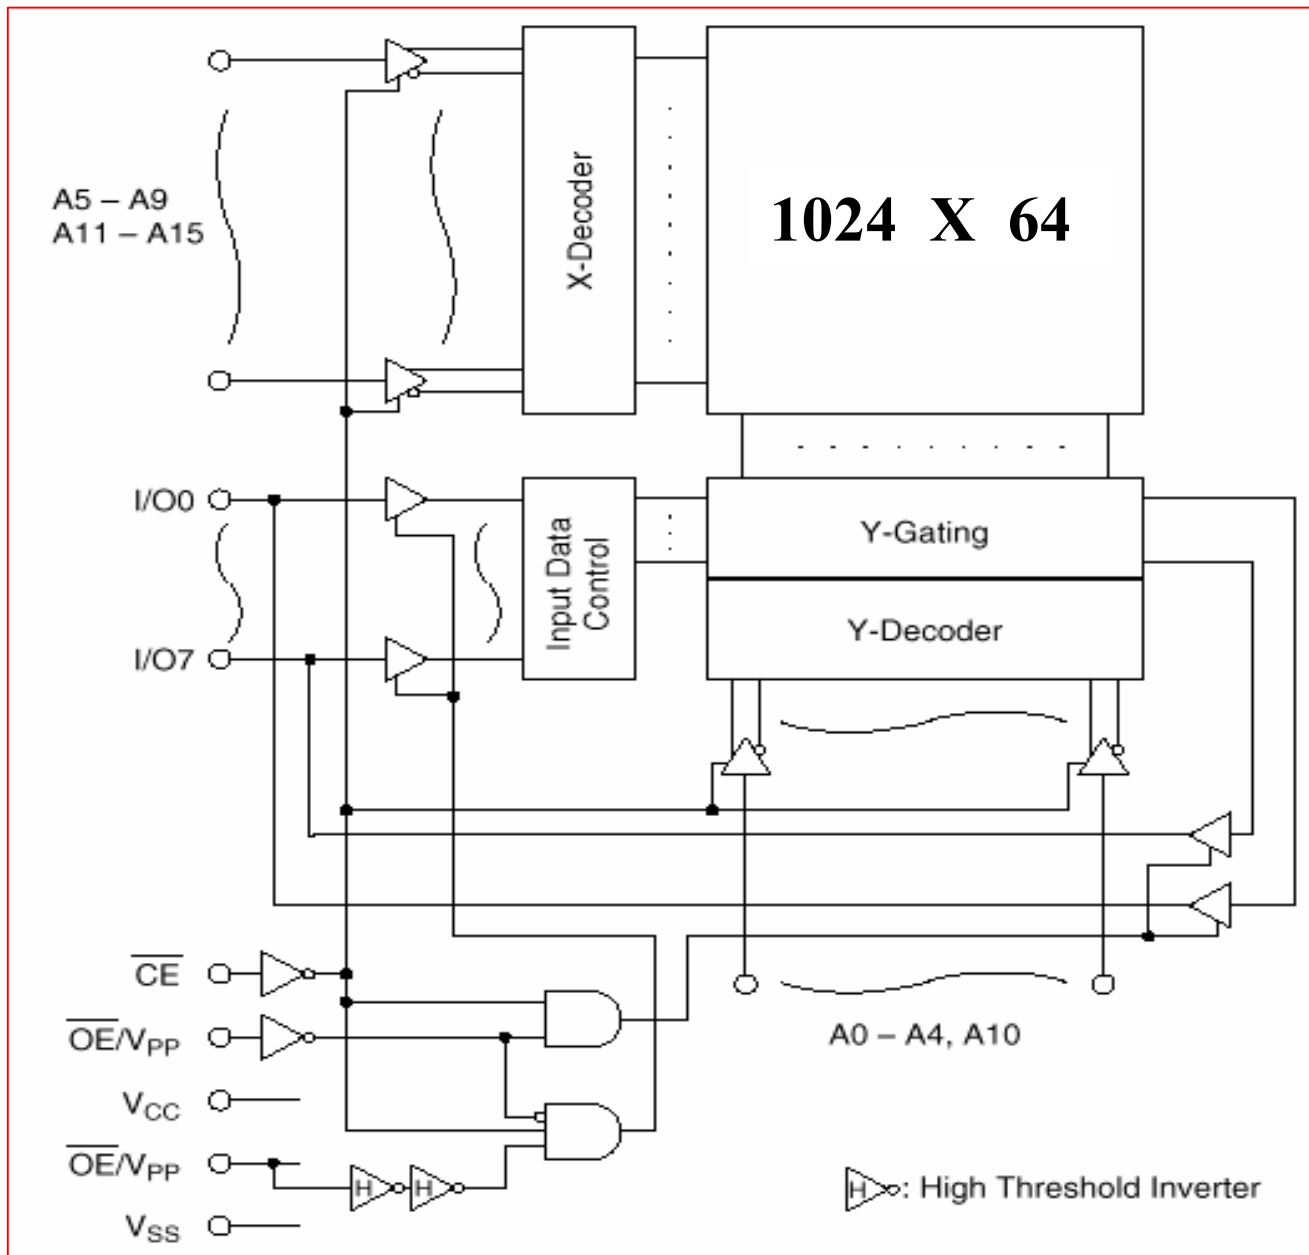 A5 – A9
A11 – A15
X-Decoder
1024 X 64
I/O0
I/O7
Input Data
Control
Y-Gating
Y-Decoder
A0 – A4, A10
CE
OE/VPP
VCC
OE/VPP
VSS
H
H
H : High Threshold Inverter